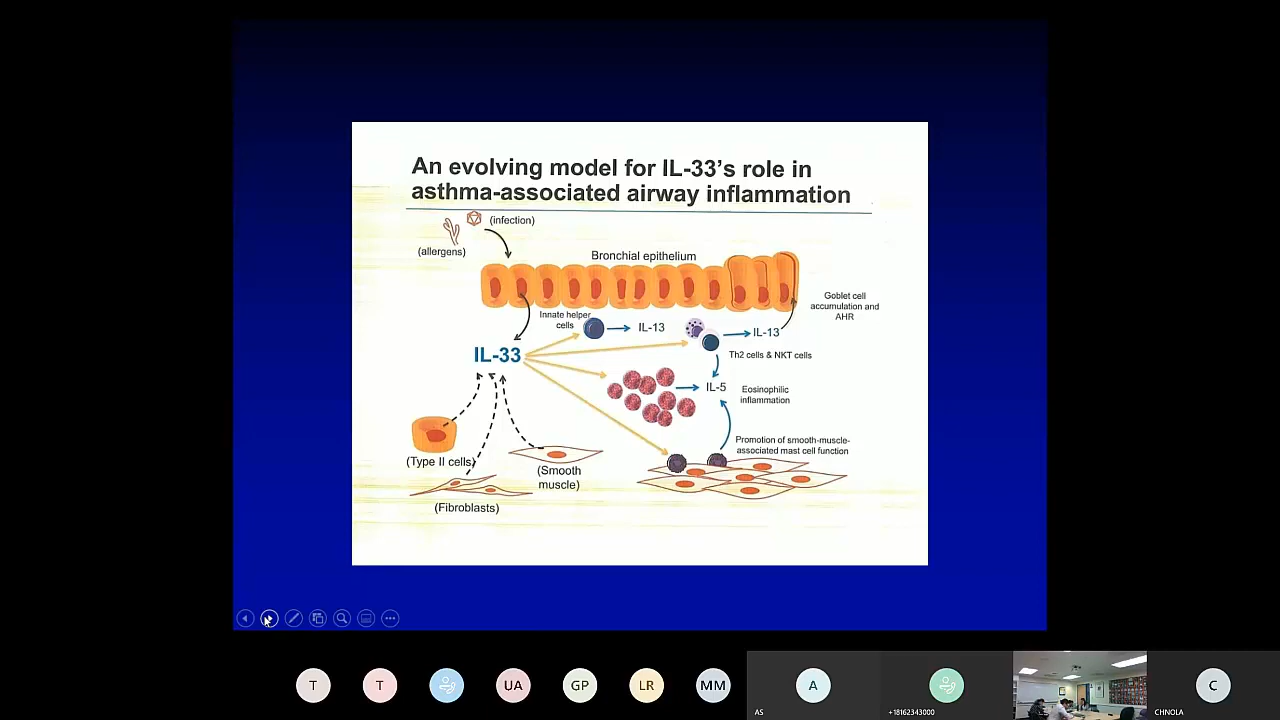 An evolving model for IL-33’s role in
asthma-associated airway inflammation
(infection)
(allergens)
Bronchial epithelium
Goblet cell
accumulation and
AHR
Innate helper
cells
IL-13
IL-13
IL-33
Th2 cells & NKT cells
IL-5
Eosinophilic
inflammation
Promotion of smooth-muscle-
associated mast cell function
(Type II cells)
(Smooth
muscle)
(Fibroblasts)
T
T
UA
GP
LR
MM
A
C
AS
+18162343000
CHNOLA